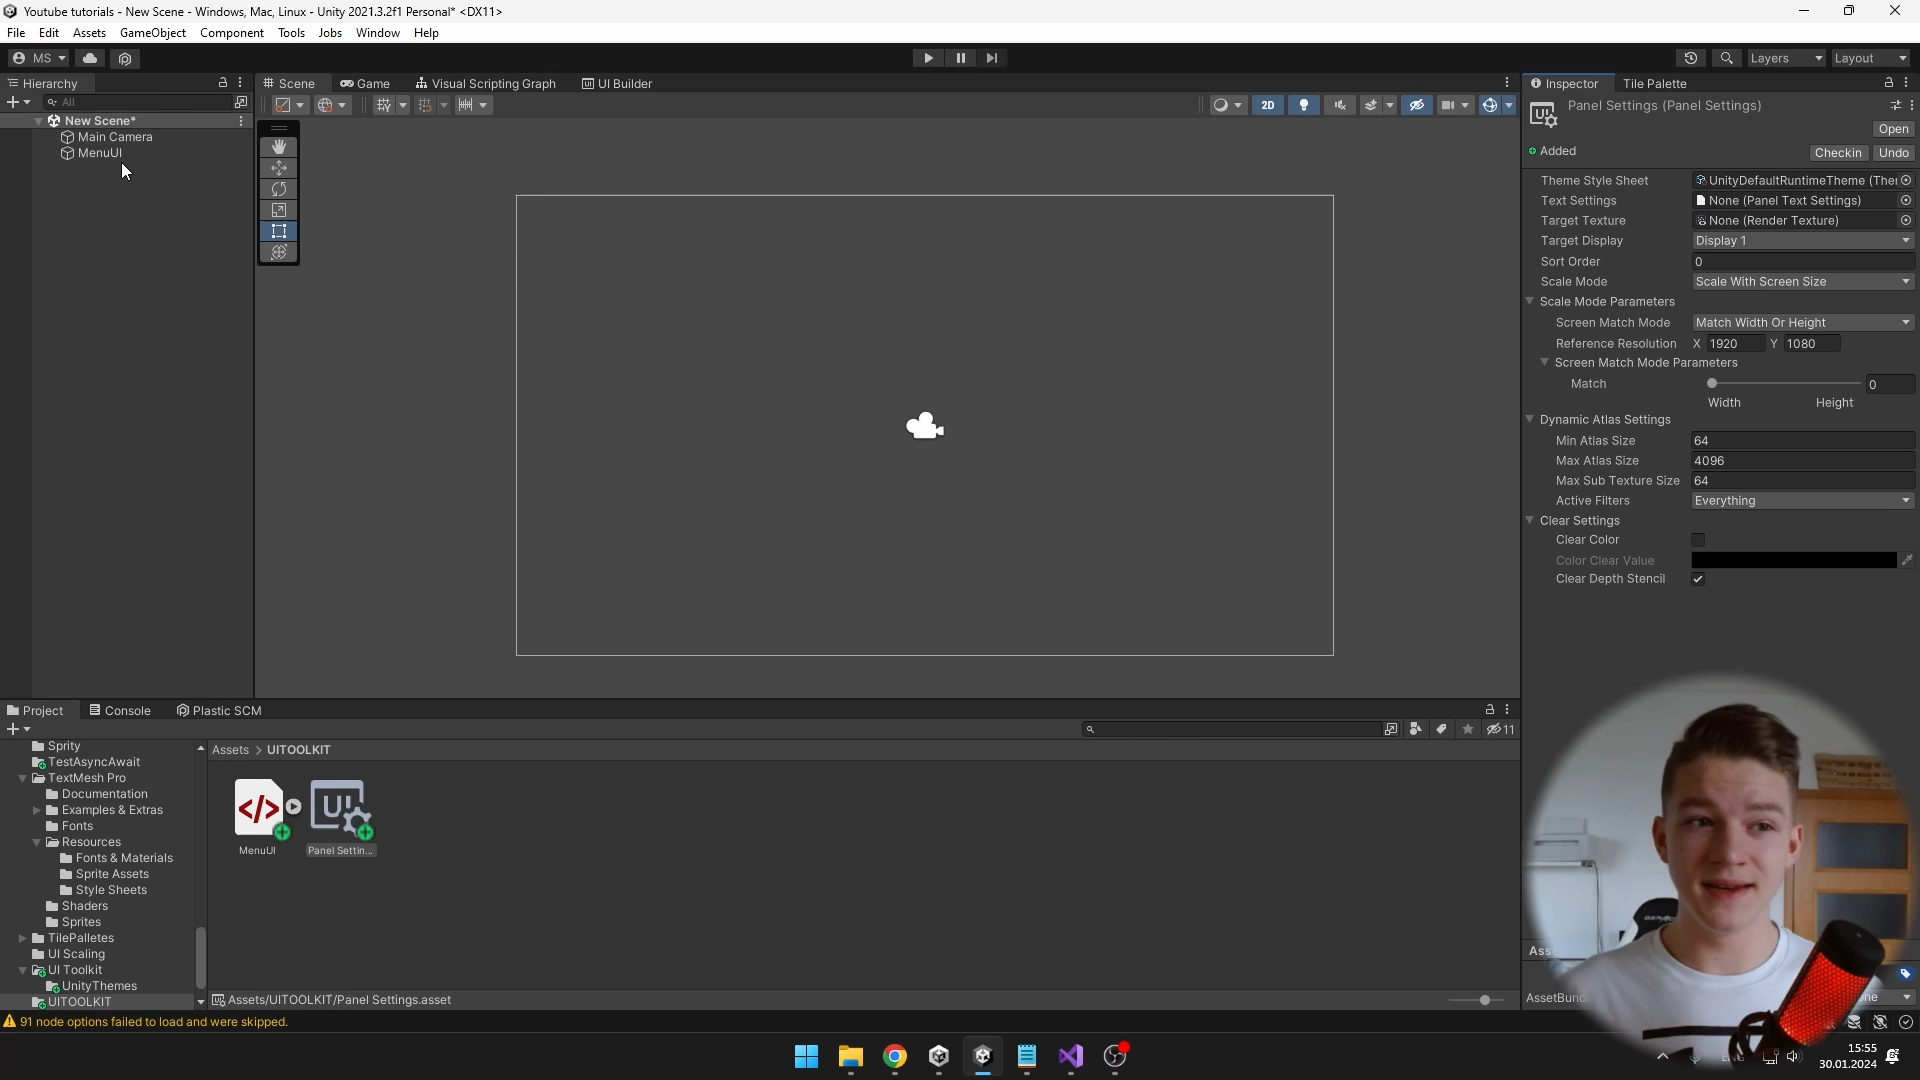 Youtube tutorials - New Scene - Windows, Mac, Linux - Unity 2021.3.2f1 Personal* <DX11>
File Edit Assets GameObject Component Tools Jobs Window Help
MS Layers Layout
Hierarchy Scene Game Visual Scripting Graph UI Builder Inspector Tile Palette
All 2D
New Scene*
Main Camera
MenuUI
Panel Settings (Panel Settings)
Open
Added Checkin Undo
Theme Style Sheet UnityDefaultRuntimeTheme (The
Text Settings None (Panel Text Settings)
Target Texture None (Render Texture)
Target Display Display 1
Sort Order 0
Scale Mode Scale With Screen Size
Scale Mode Parameters
Screen Match Mode Match Width Or Height
Reference Resolution X 1920 Y 1080
Screen Match Mode Parameters
Match 0
Width Height
Dynamic Atlas Settings
Min Atlas Size 64
Max Atlas Size 4096
Max Sub Texture Size 64
Active Filters Everything
Clear Settings
Clear Color
Color Clear Value
Clear Depth Stencil
Project Console Plastic SCM
11
Sprity
TestAsyncAwait
TextMesh Pro
Documentation
Examples & Extras
Fonts
Resources
Fonts & Materials
Sprite Assets
Style Sheets
Shaders
Sprites
TilePalletes
UI Scaling
UI Toolkit
UnityThemes
UITOOLKIT
Assets > UITOOLKIT
MenuUI Panel Settin...
Assets/UITOOLKIT/Panel Settings.asset
Ass
AssetBund
91 node options failed to load and were skipped.
15:55
30.01.2024